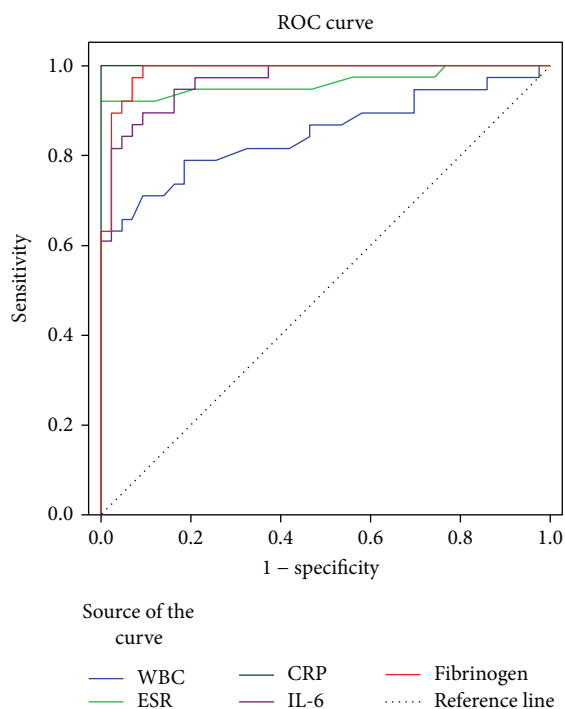 ROC curve
1.0
0.8
0.6
0.4
0.2
0.0
Sensitivity
0.0 0.2 0.4 0.6 0.8 1.0
1 − specificity
Source of the
curve
WBC CRP Fibrinogen
ESR IL-6 Reference line